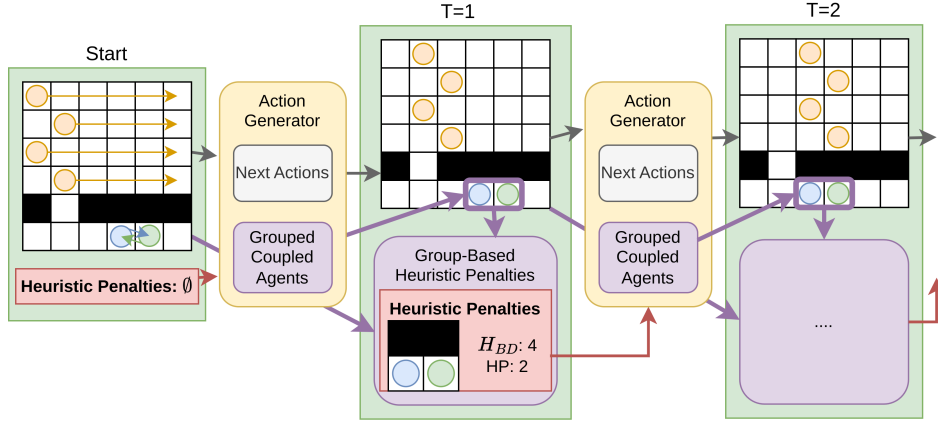 Start
Heuristic Penalties: ∅
Action
Generator
Next Actions
Grouped
Coupled
Agents
T=1
Group-Based
Heuristic Penalties
Heuristic Penalties
H_BD: 4
HP: 2
Action
Generator
Next Actions
Grouped
Coupled
Agents
T=2
....